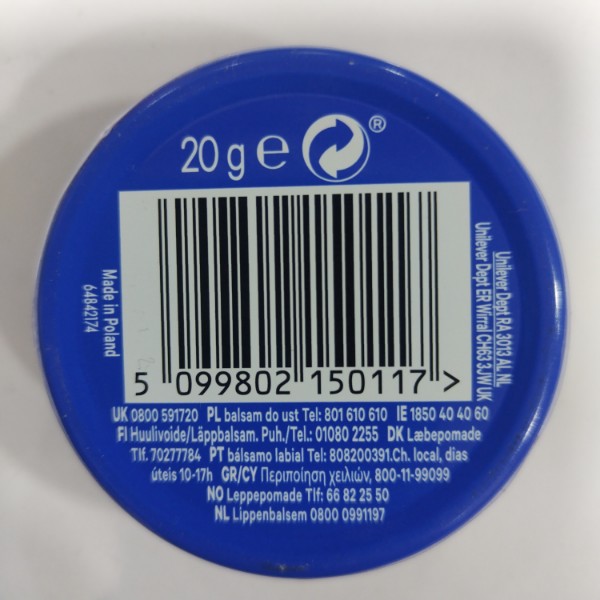 20 g ℮ ®
Unilever Dept RA 3013 AL NL
Unilever Dept ER Wirral CH63 3JW UK
Made in Poland
64842174
5 099802 150117 >
UK 0800 591720 PL balsam do ust Tel: 801 610 610 IE 1850 40 40 60
FI Huulivoide/Läppbalsam. Puh./Tel.: 01080 2255 DK Læbepomade
Tlf. 70277784 PT bálsamo labial Tel: 808200391.Ch. local, dias
úteis 10-17h GR/CY Περιποίηση χειλιών, 800-11-99099
NO Leppepomade Tlf: 66 82 25 50
NL Lippenbalsem 0800 0991197